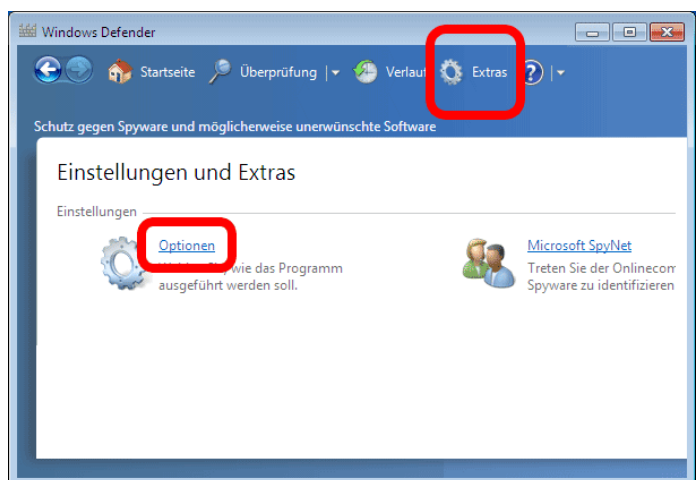 Windows Defender
Startseite Überprüfung Verlauf Extras ?
Schutz gegen Spyware und möglicherweise unerwünschte Software
Einstellungen und Extras
Einstellungen
Optionen
wie das Programm
ausgeführt werden soll.
Microsoft SpyNet
Treten Sie der Onlinecom
Spyware zu identifizieren